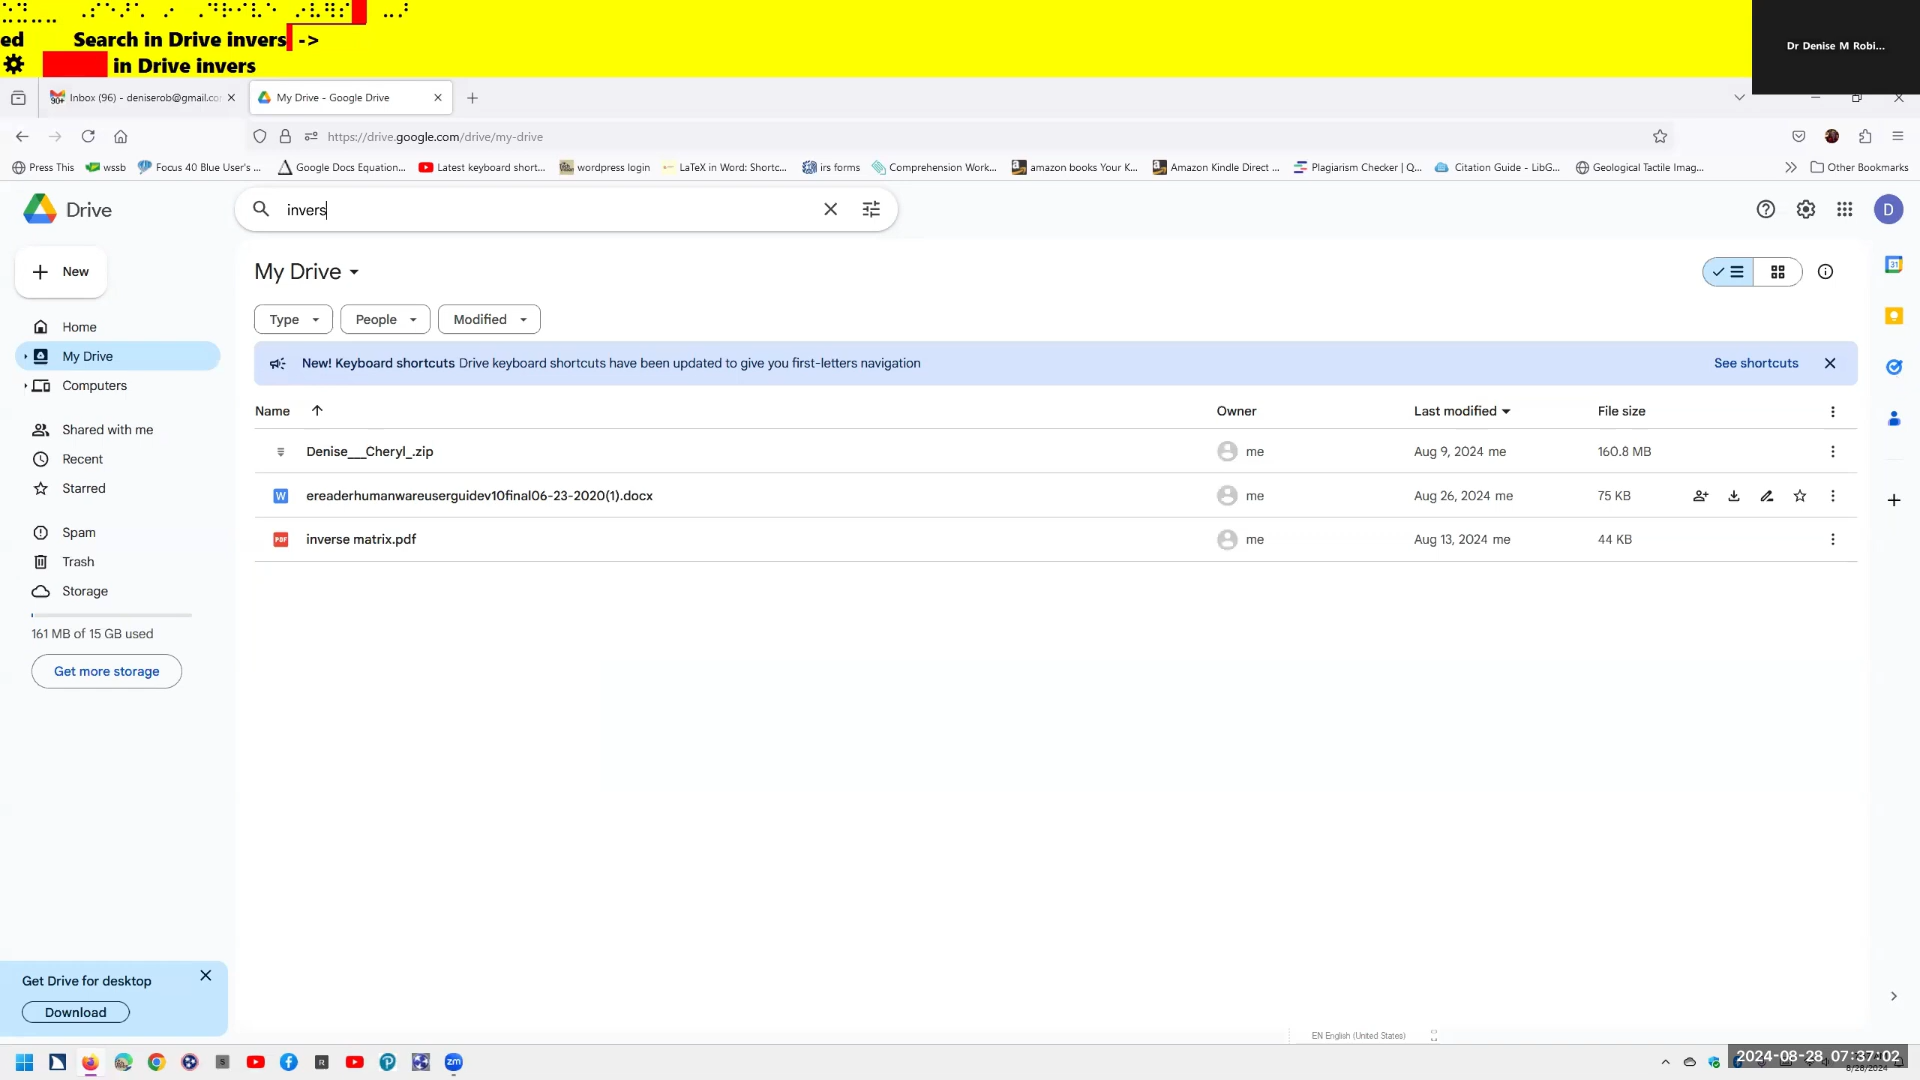 ed Search in Drive invers ->
in Drive invers
Dr Denise M Robi...
Inbox (96) - deniserob@gmail.co
My Drive - Google Drive
https://drive.google.com/drive/my-drive
Press This
wssb
Focus 40 Blue User's ...
Google Docs Equation...
Latest keyboard short...
wordpress login
LaTeX in Word: Shortc...
irs forms
Comprehension Work...
amazon books Your K...
Amazon Kindle Direct ...
Plagiarism Checker | Q...
Citation Guide - LibG...
Geological Tactile Imag...
Other Bookmarks
Drive
invers
D
New
My Drive
Type
People
Modified
Home
My Drive
Computers
Shared with me
Recent
Starred
Spam
Trash
Storage
161 MB of 15 GB used
Get more storage
New! Keyboard shortcuts Drive keyboard shortcuts have been updated to give you first-letters navigation
See shortcuts
Name Owner Last modified File size
Denise___Cheryl_.zip me Aug 9, 2024 me 160.8 MB
W ereaderhumanwareuserguidev10final06-23-2020(1).docx me Aug 26, 2024 me 75 KB
PDF inverse matrix.pdf me Aug 13, 2024 me 44 KB
31
Get Drive for desktop
Download
EN English (United States)
zm
2024-08-28 07:37:02
8/28/2024